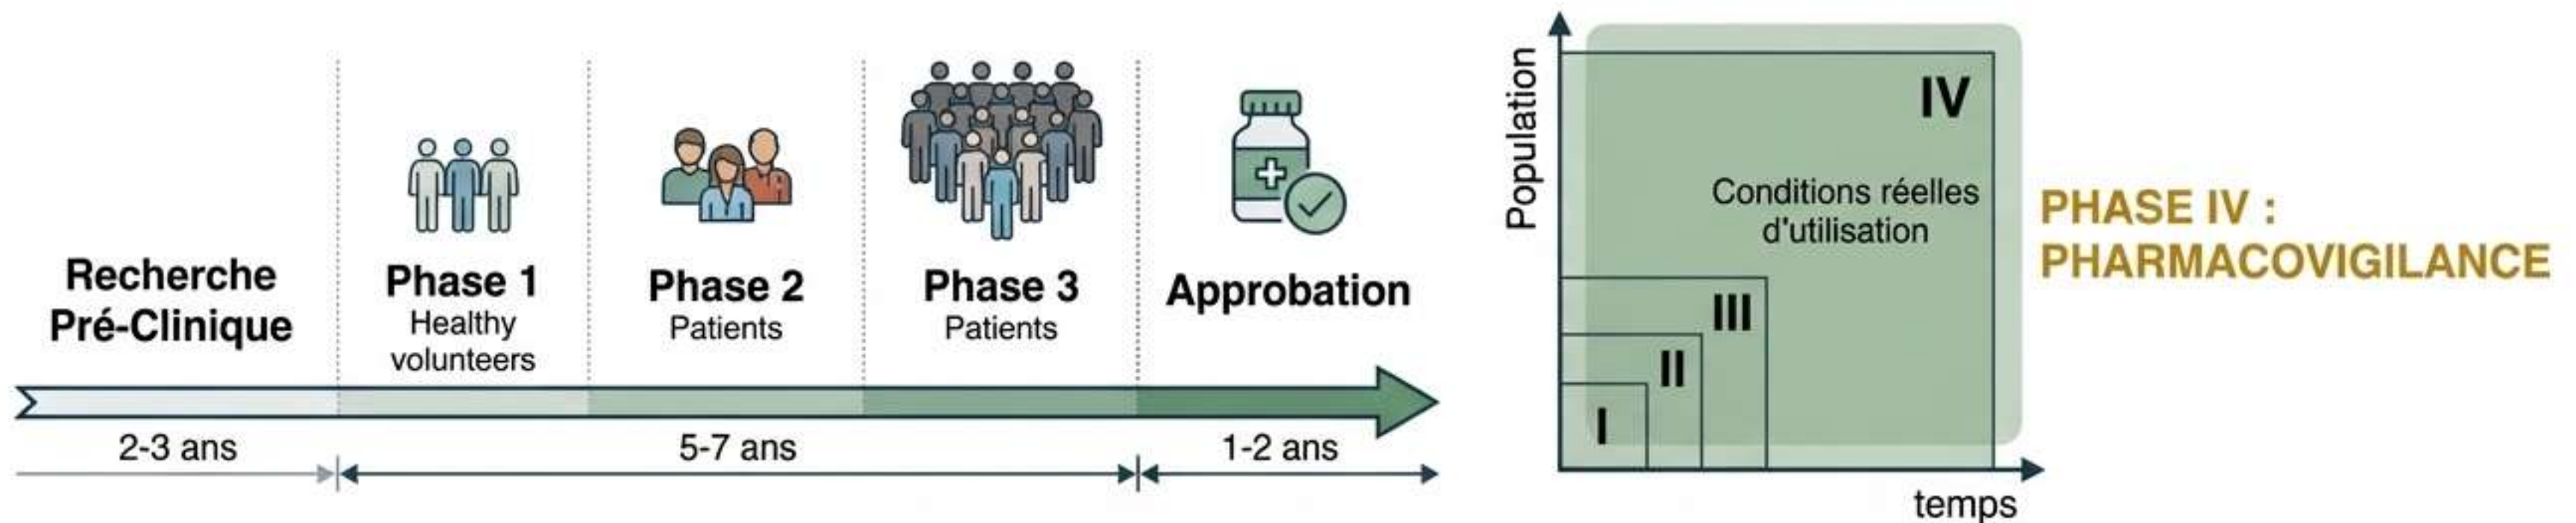 Recherche
Pré-Clinique
Phase 1
Healthy
volunteers
Phase 2
Patients
Phase 3
Patients
Approbation
2-3 ans
5-7 ans
1-2 ans
Population
IV
Conditions réelles
d'utilisation
III
II
I
temps
PHASE IV :
PHARMACOVIGILANCE